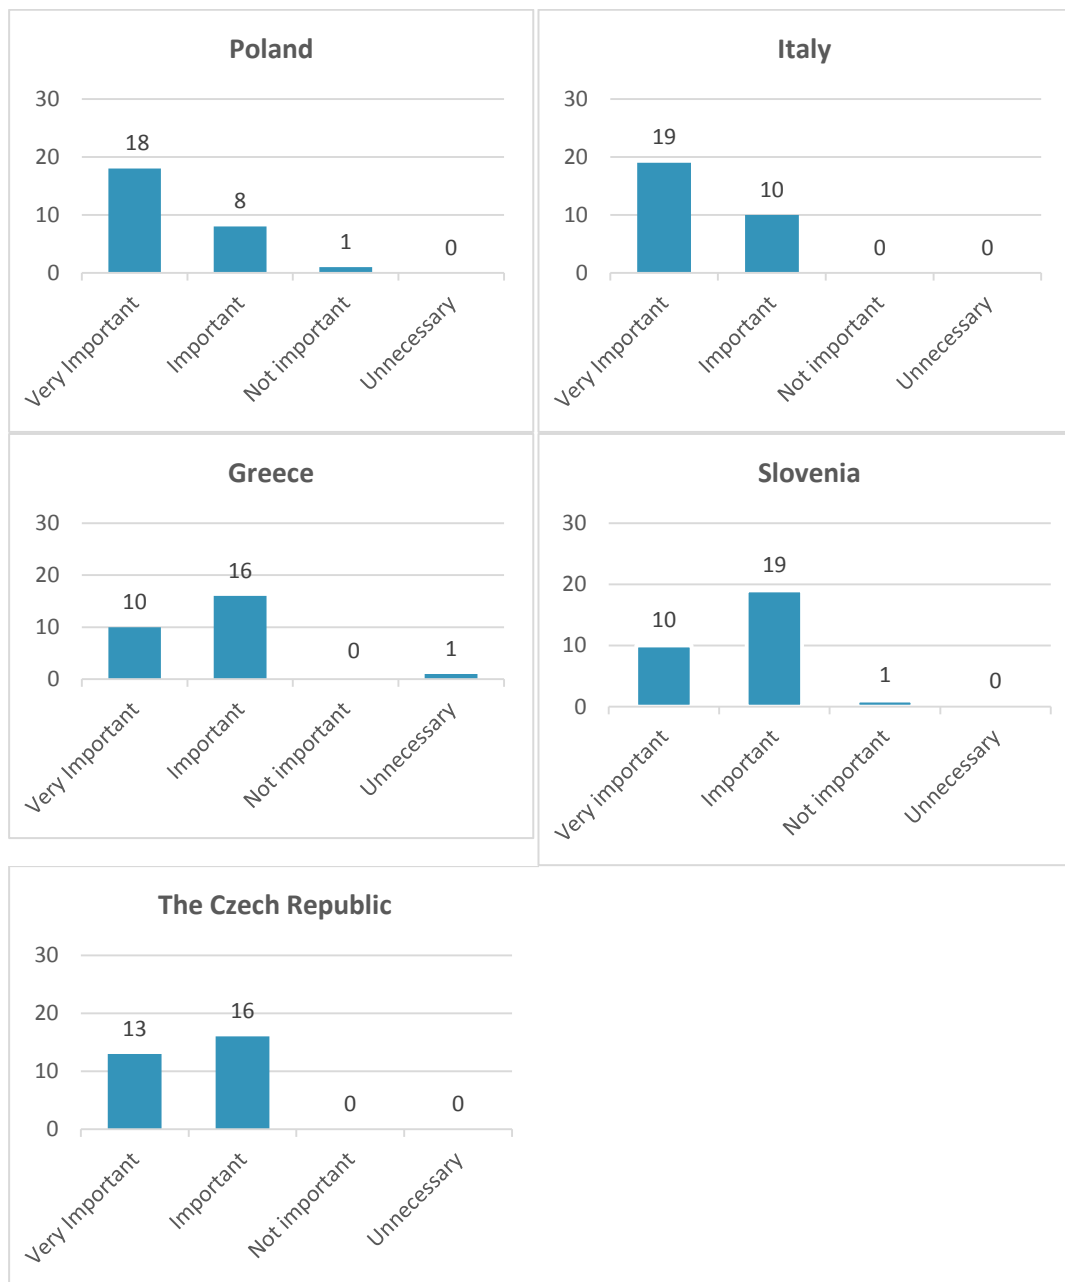 Poland
30
20
10
0
18
8
1
0
Very Important
Important
Not important
Unnecessary
Italy
30
20
10
0
19
10
0
0
Very Important
Important
Not important
Unnecessary
Greece
30
20
10
0
10
16
0
1
Very Important
Important
Not important
Unnecessary
Slovenia
30
20
10
0
10
19
1
0
Very important
Important
Not important
Unnecessary
The Czech Republic
30
20
10
0
13
16
0
0
Very Important
Important
Not important
Unnecessary